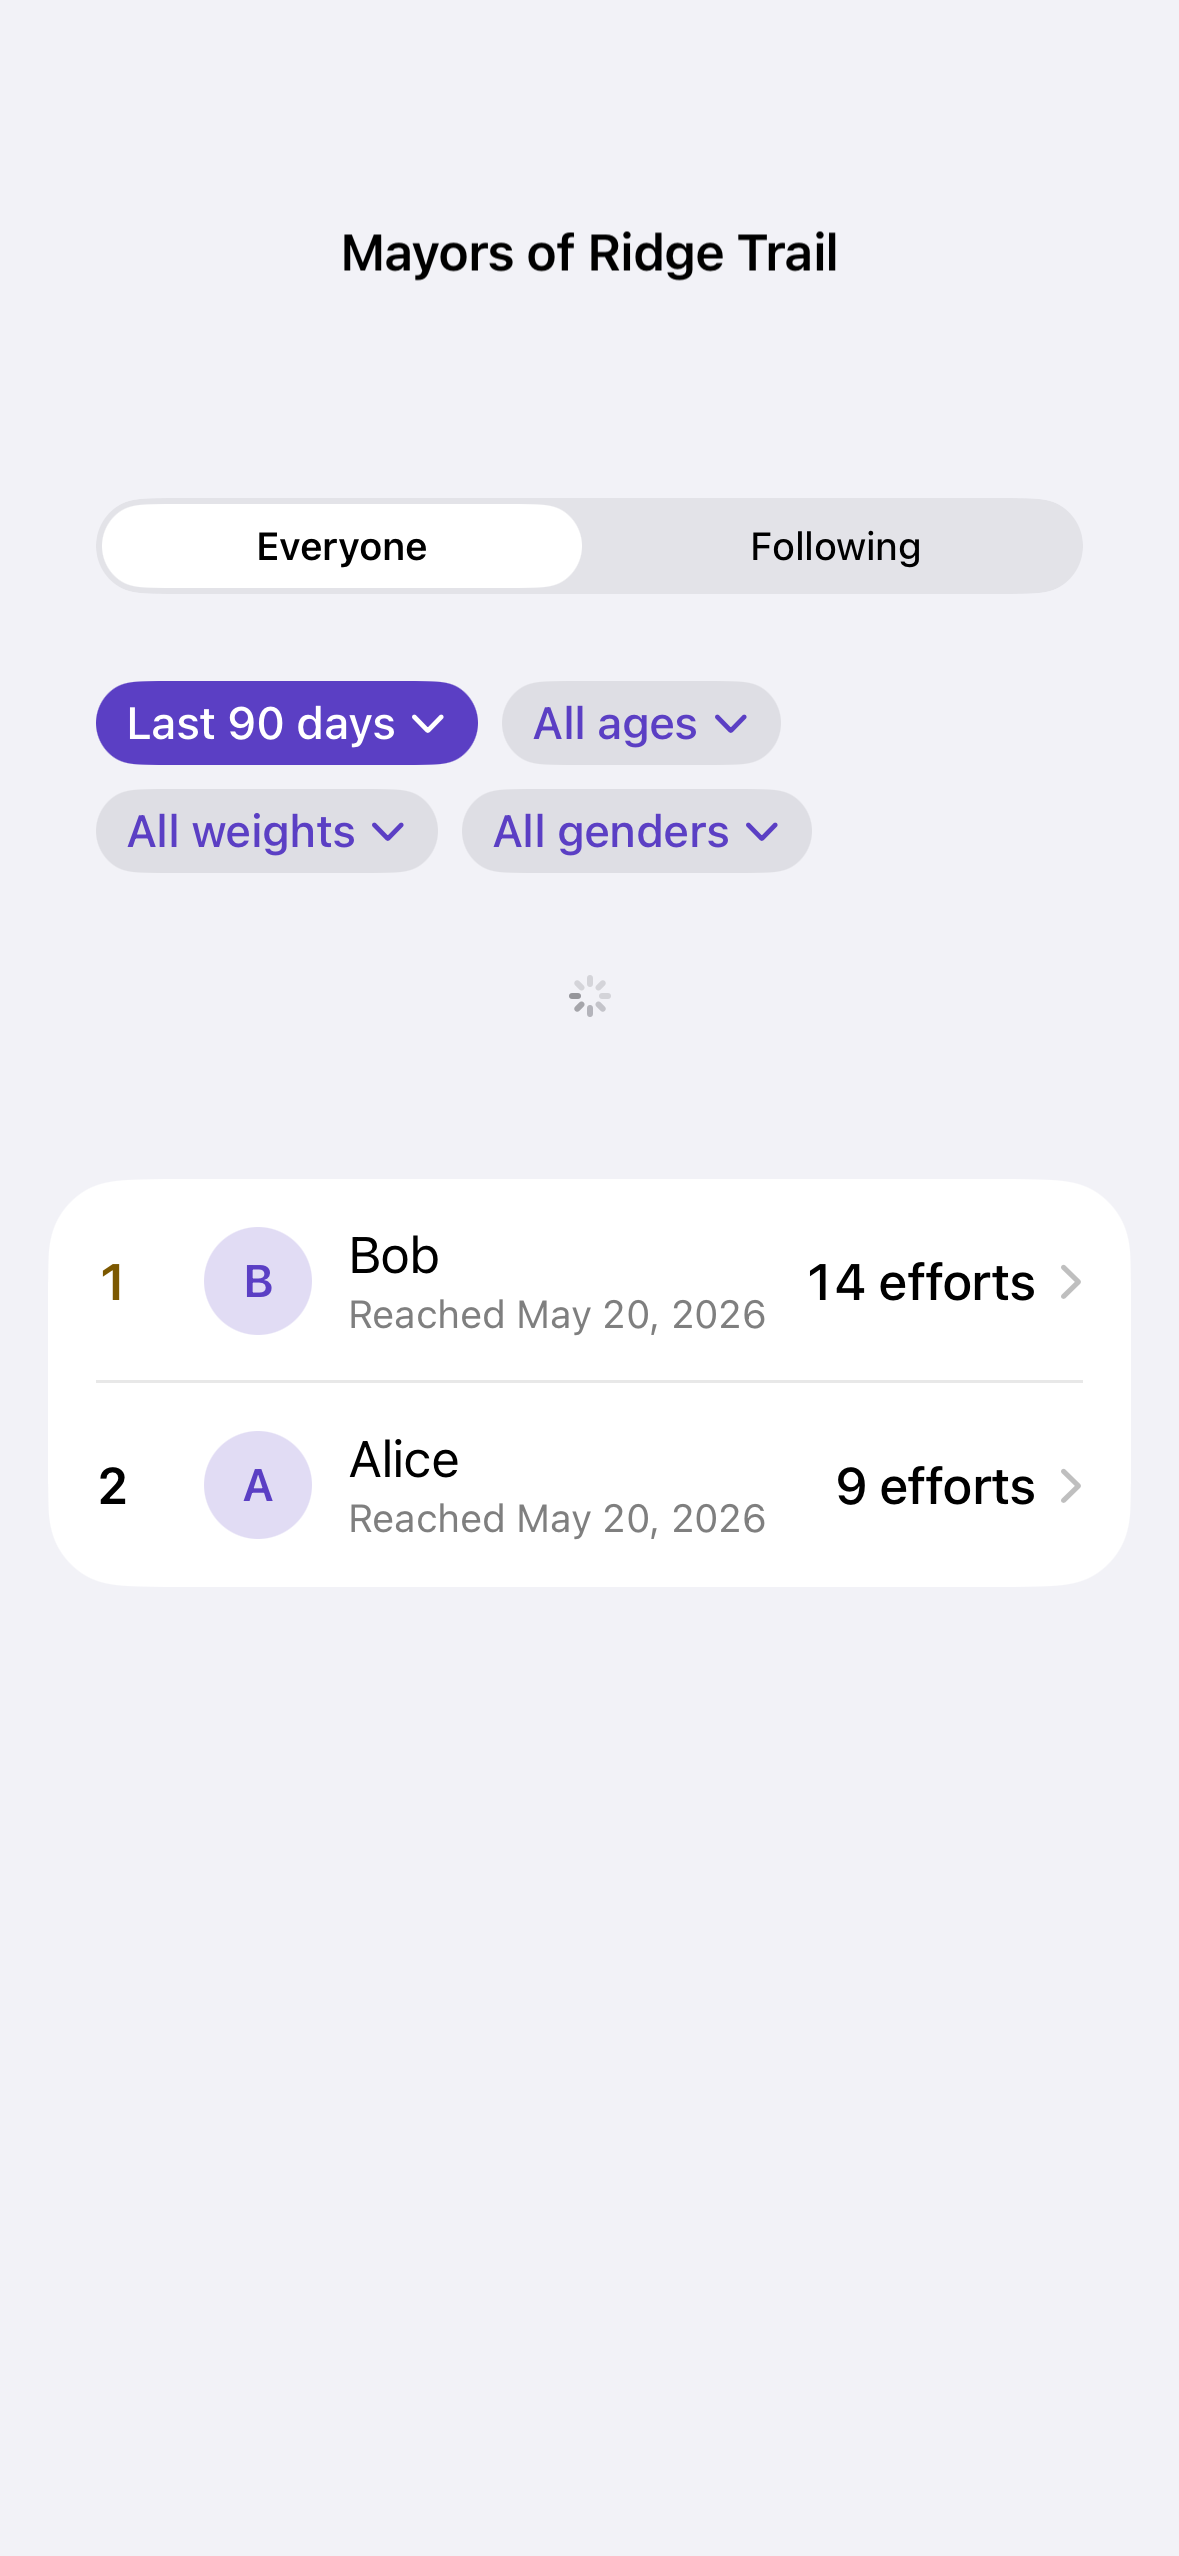 Mayors of Ridge Trail
Everyone Following
Last 90 days All ages
All weights All genders
1 B Bob 14 efforts
Reached May 20, 2026
2 A Alice 9 efforts
Reached May 20, 2026